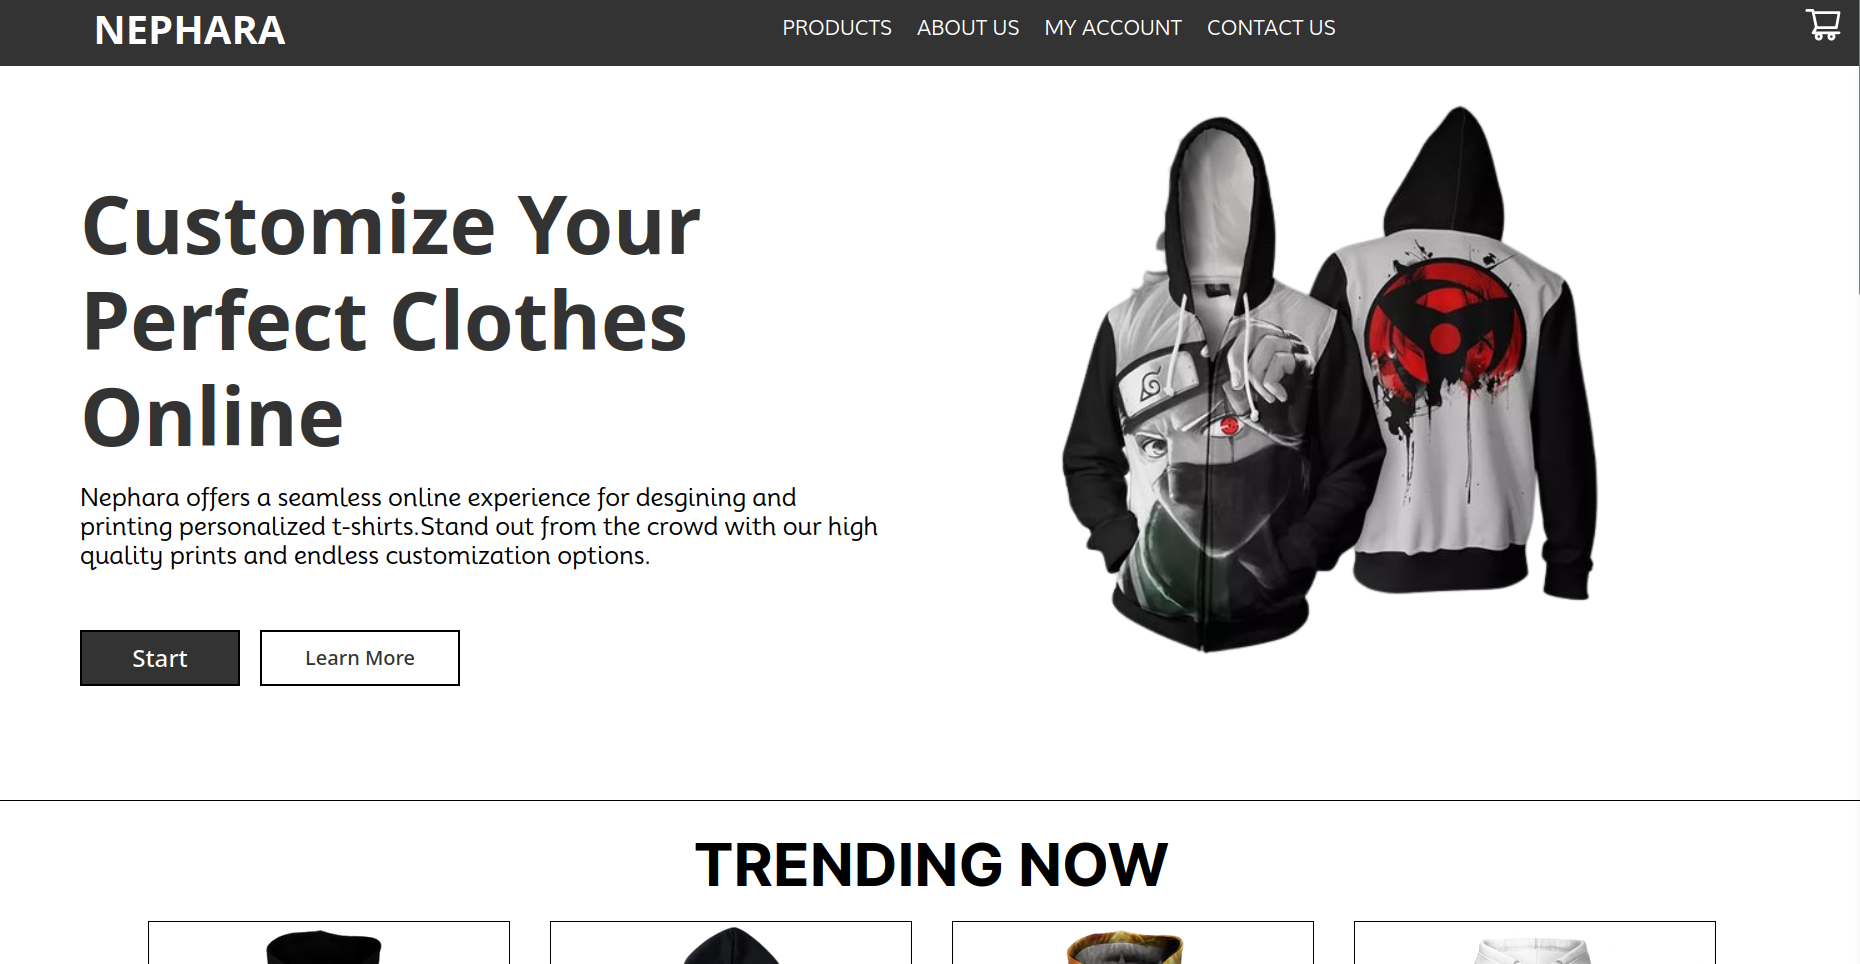 NEPHARA
PRODUCTS ABOUT US MY ACCOUNT CONTACT US
Customize Your
Perfect Clothes
Online
Nephara offers a seamless online experience for desgining and
printing personalized t-shirts.Stand out from the crowd with our high
quality prints and endless customization options.
Start Learn More
TRENDING NOW